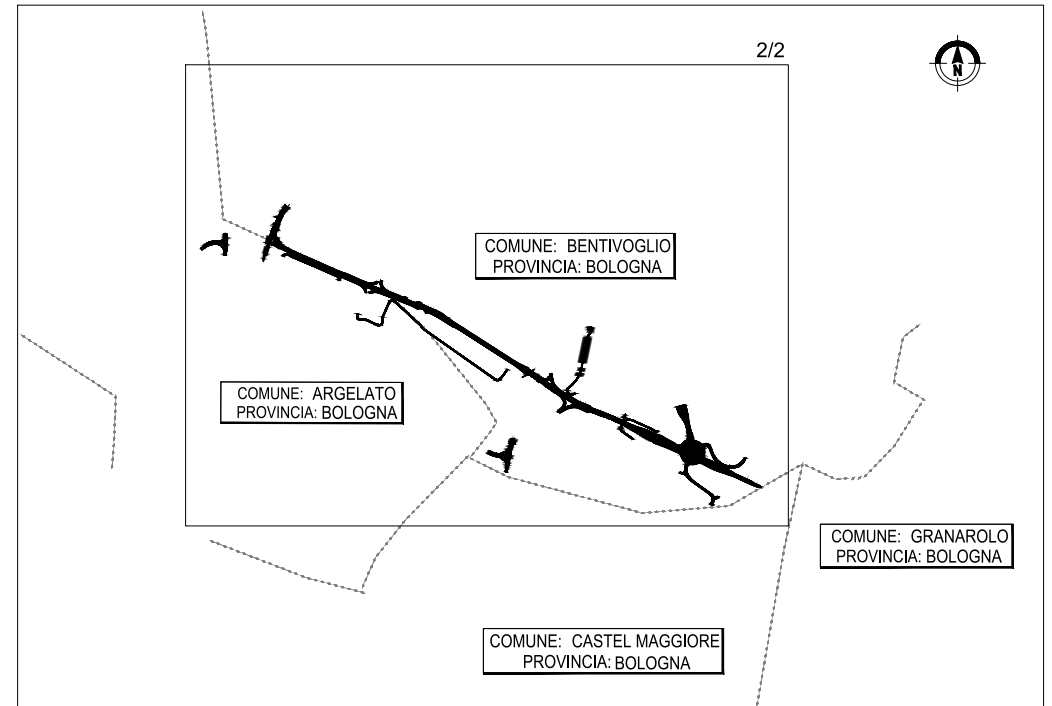 2/2
N
COMUNE: BENTIVOGLIO
PROVINCIA: BOLOGNA
COMUNE: ARGELATO
PROVINCIA: BOLOGNA
COMUNE: GRANAROLO
PROVINCIA: BOLOGNA
COMUNE: CASTEL MAGGIORE
PROVINCIA: BOLOGNA